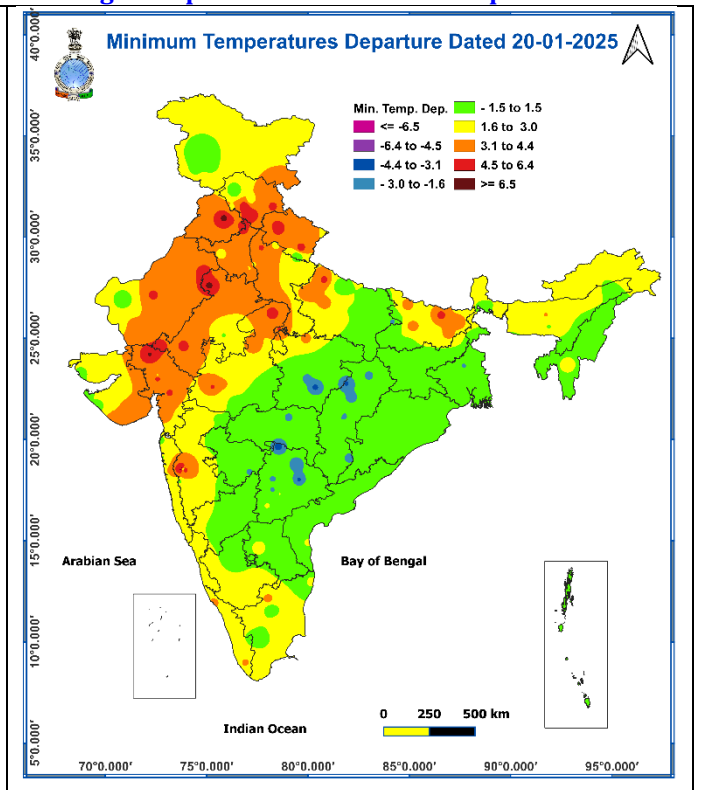 Minimum Temperatures Departure Dated 20-01-2025
Min. Temp. Dep.
<= -6.5
-6.4 to -4.5
-4.4 to -3.1
- 3.0 to -1.6
- 1.5 to 1.5
1.6 to 3.0
3.1 to 4.4
4.5 to 6.4
>= 6.5
40°0.000'
35°0.000'
30°0.000'
25°0.000'
20°0.000'
15°0.000'
10°0.000'
5°0.000'
Arabian Sea
Bay of Bengal
Indian Ocean
0 250 500 km
70°0.000' 75°0.000' 80°0.000' 85°0.000' 90°0.000' 95°0.000'